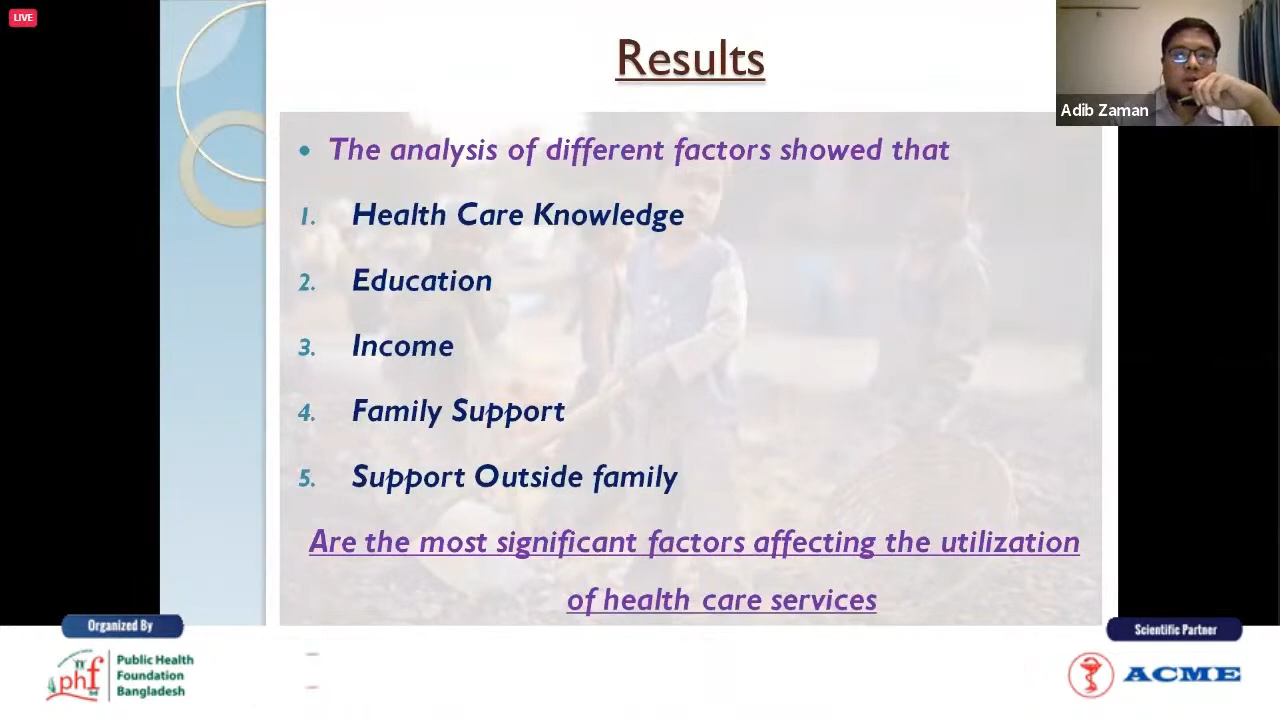 LIVE
Results
Adib Zaman
• The analysis of different factors showed that
1. Health Care Knowledge
2. Education
3. Income
4. Family Support
5. Support Outside family
Are the most significant factors affecting the utilization
of health care services
Organized By
phf
Public Health
Foundation
Bangladesh
Scientific Partner
ACME